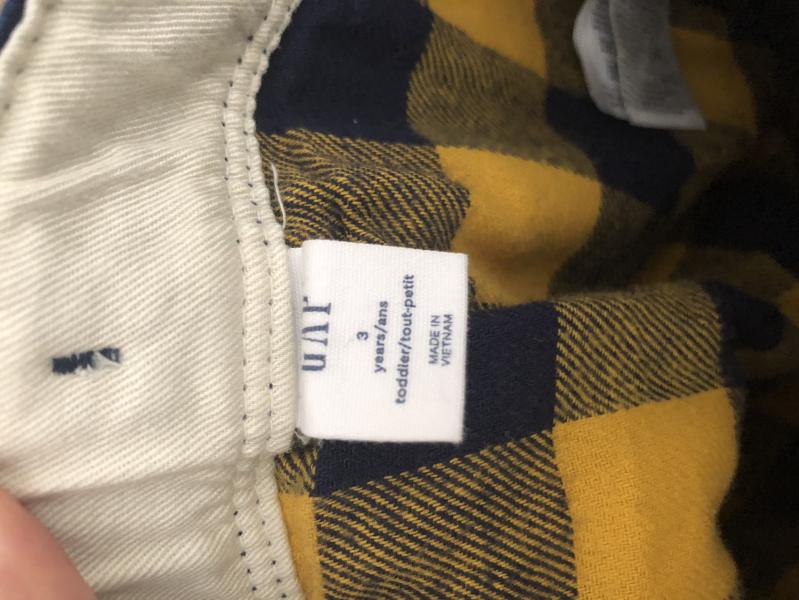 GAP
3
years/ans
toddler/tout-petit
MADE IN
VIETNAM